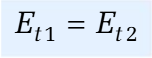 E_{t1} = E_{t2}